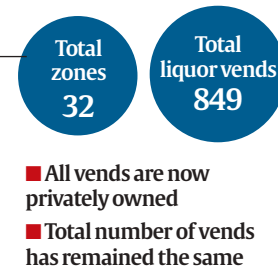 Total
zones
32
Total
liquor vends
849
All vends are now
privately owned
Total number of vends
has remained the same